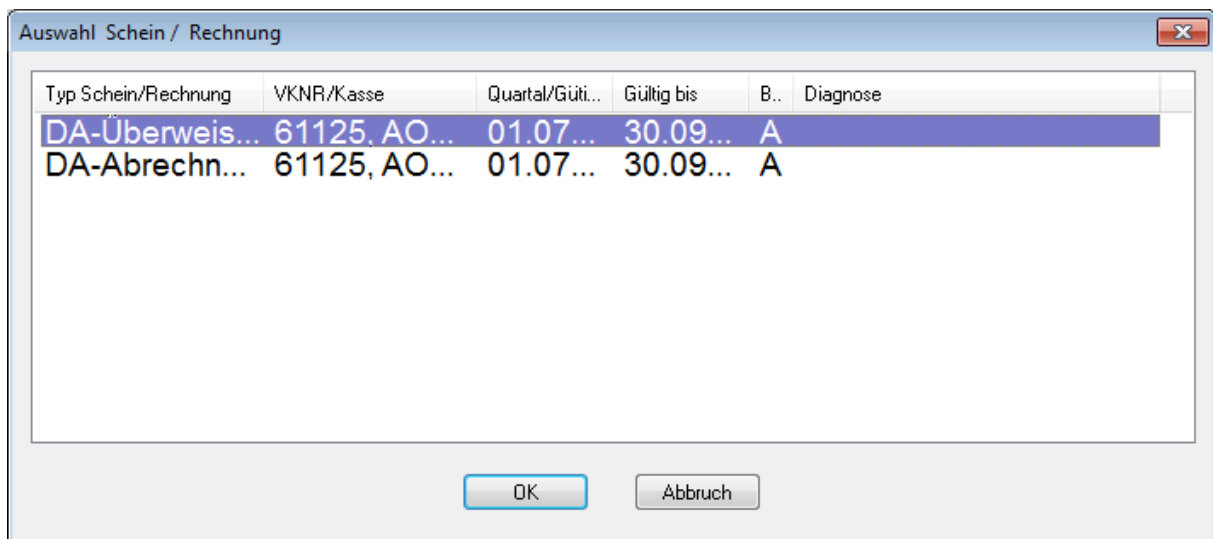 Auswahl Schein / Rechnung
Typ Schein/Rechnung VKNR/Kasse Quartal/Güti... Gültig bis B.. Diagnose
DA-Überweis... 61125, AO... 01.07... 30.09... A
DA-Abrechn... 61125, AO... 01.07... 30.09... A
OK Abbruch